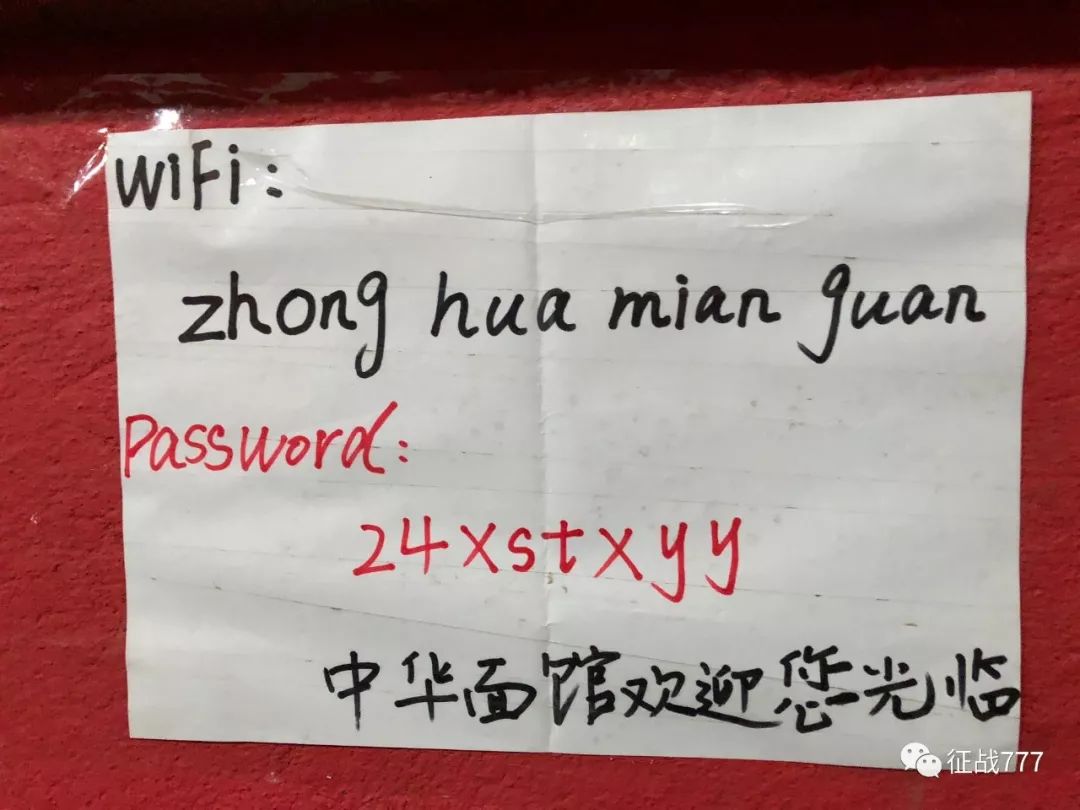 WiFi:
zhong hua mian guan
Password:
24xstxyy
中华面馆欢迎您光临
征战777